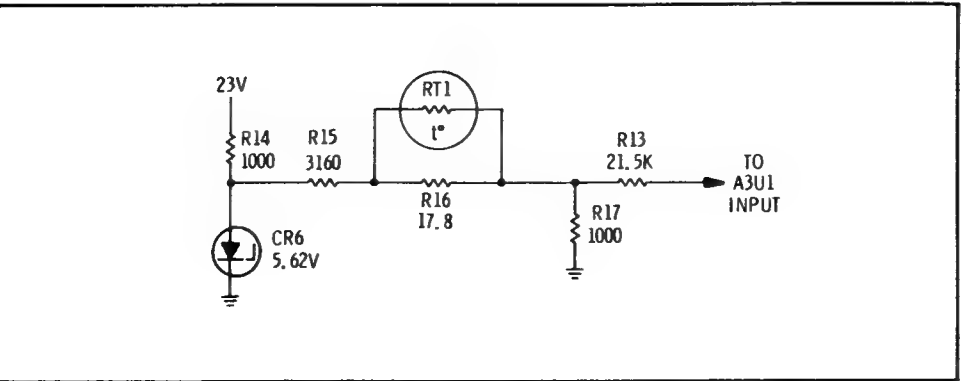 23V
R14
1000
R15
3160
RT1
t°
R16
17.8
R13
21.5K
TO
A3U1
INPUT
R17
1000
CR6
5.62V